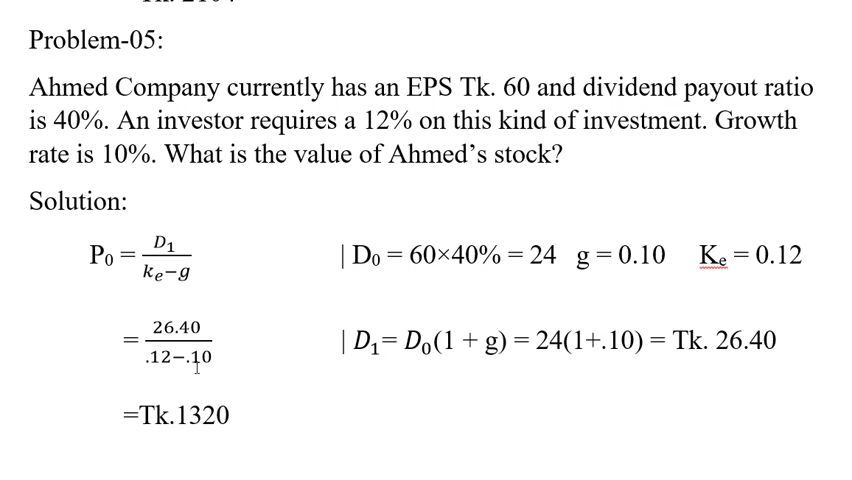 Problem-05:
Ahmed Company currently has an EPS Tk. 60 and dividend payout ratio
is 40%. An investor requires a 12% on this kind of investment. Growth
rate is 10%. What is the value of Ahmed’s stock?
Solution:
P₀ = D₁ / (kₑ−g) | D₀ = 60×40% = 24 g = 0.10 Kₑ = 0.12
= 26.40 / (.12−.10) | D₁= D₀(1 + g) = 24(1+.10) = Tk. 26.40
=Tk.1320